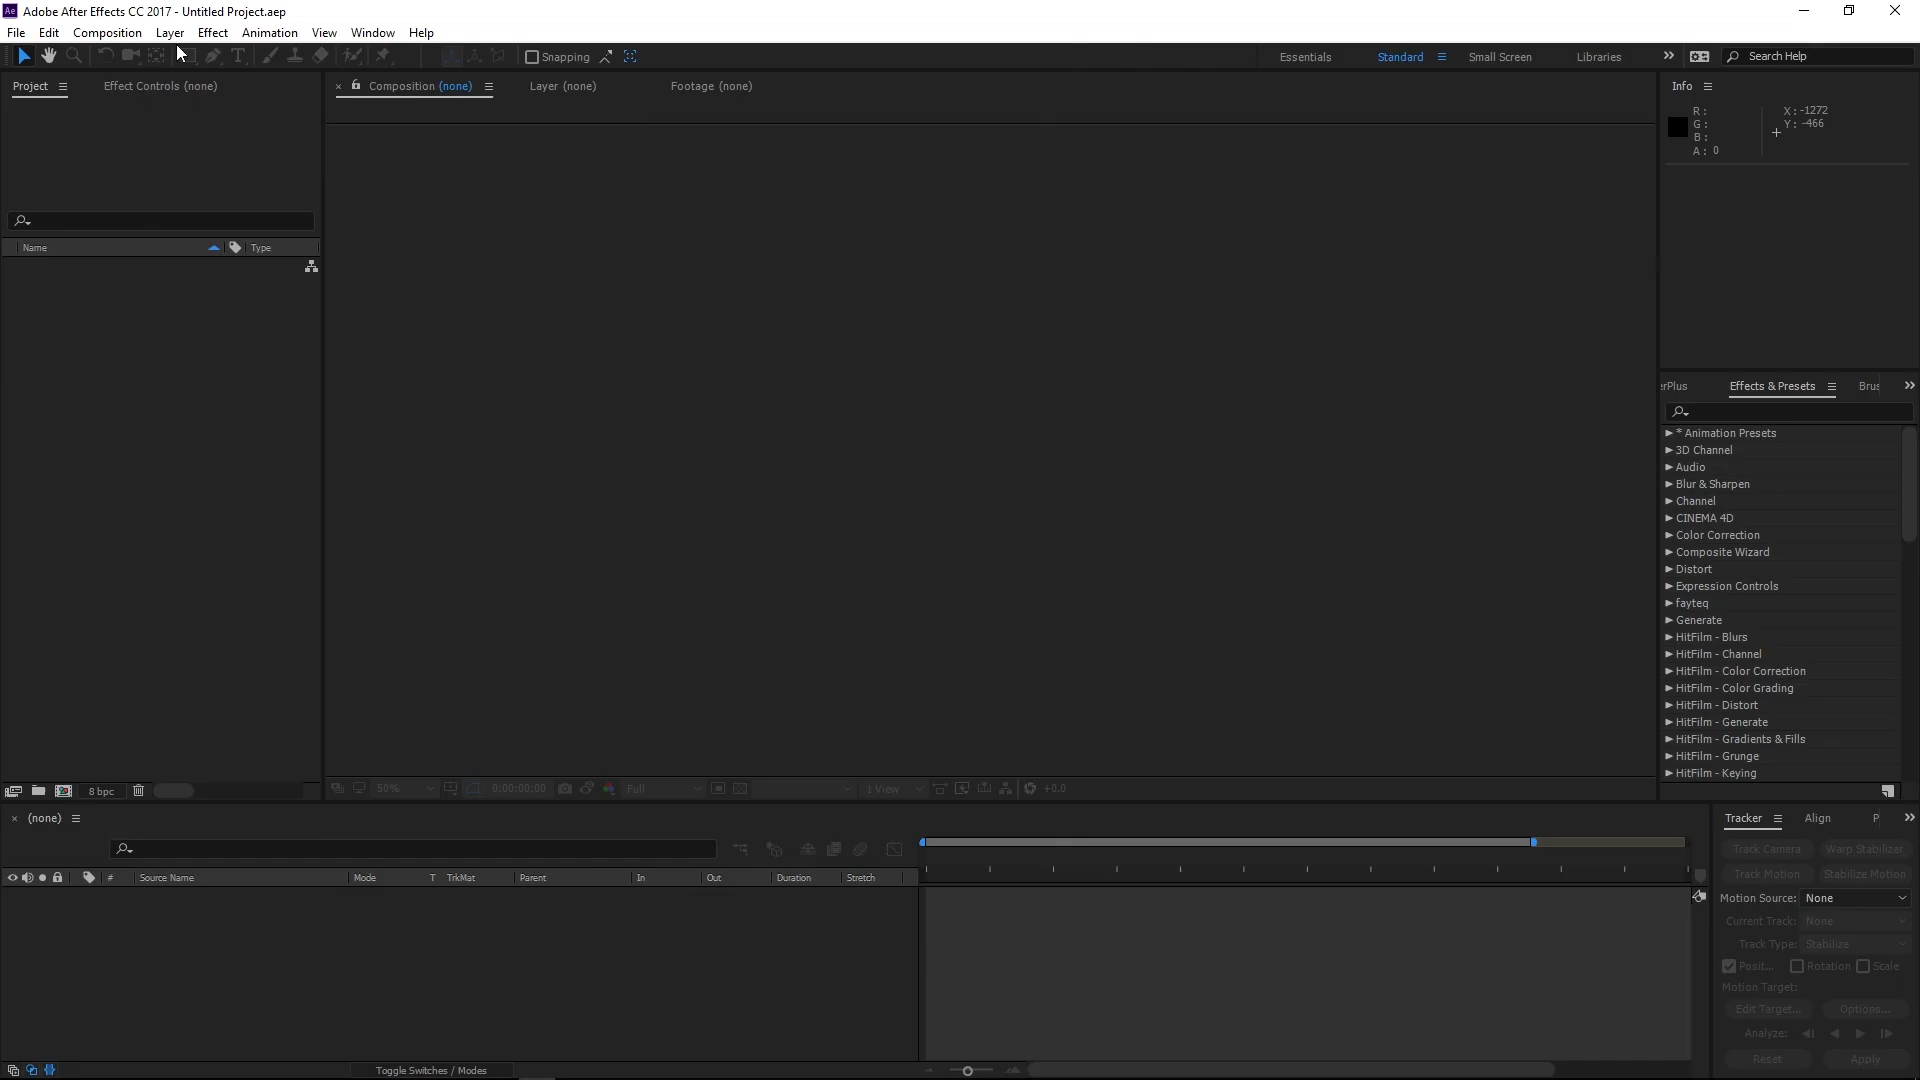 Adobe After Effects CC 2017 - Untitled Project.aep
File Edit Composition Layer Effect Animation View Window Help
Snapping Essentials Standard Small Screen Libraries Search Help
Project Effect Controls (none) Composition (none) Layer (none) Footage (none) Info
R: X: -1272
G: Y: -466
B:
A: 0
Name Type
erPlus Effects & Presets Brus
* Animation Presets
3D Channel
Audio
Blur & Sharpen
Channel
CINEMA 4D
Color Correction
Composite Wizard
Distort
Expression Controls
fayteq
Generate
HitFilm - Blurs
HitFilm - Channel
HitFilm - Color Correction
HitFilm - Color Grading
HitFilm - Distort
HitFilm - Generate
HitFilm - Gradients & Fills
HitFilm - Grunge
HitFilm - Keying
8 bpc 50% 0:00:00:00 Full 1 View +0.0
(none) Tracker Align P
Track Camera Warp Stabilizer
# Source Name Mode T TrkMat Parent In Out Duration Stretch
Track Motion Stabilize Motion
Motion Source: None
Current Track: None
Track Type: Stabilize
Posit... Rotation Scale
Motion Target:
Edit Target... Options...
Analyze:
Reset Apply
Toggle Switches / Modes